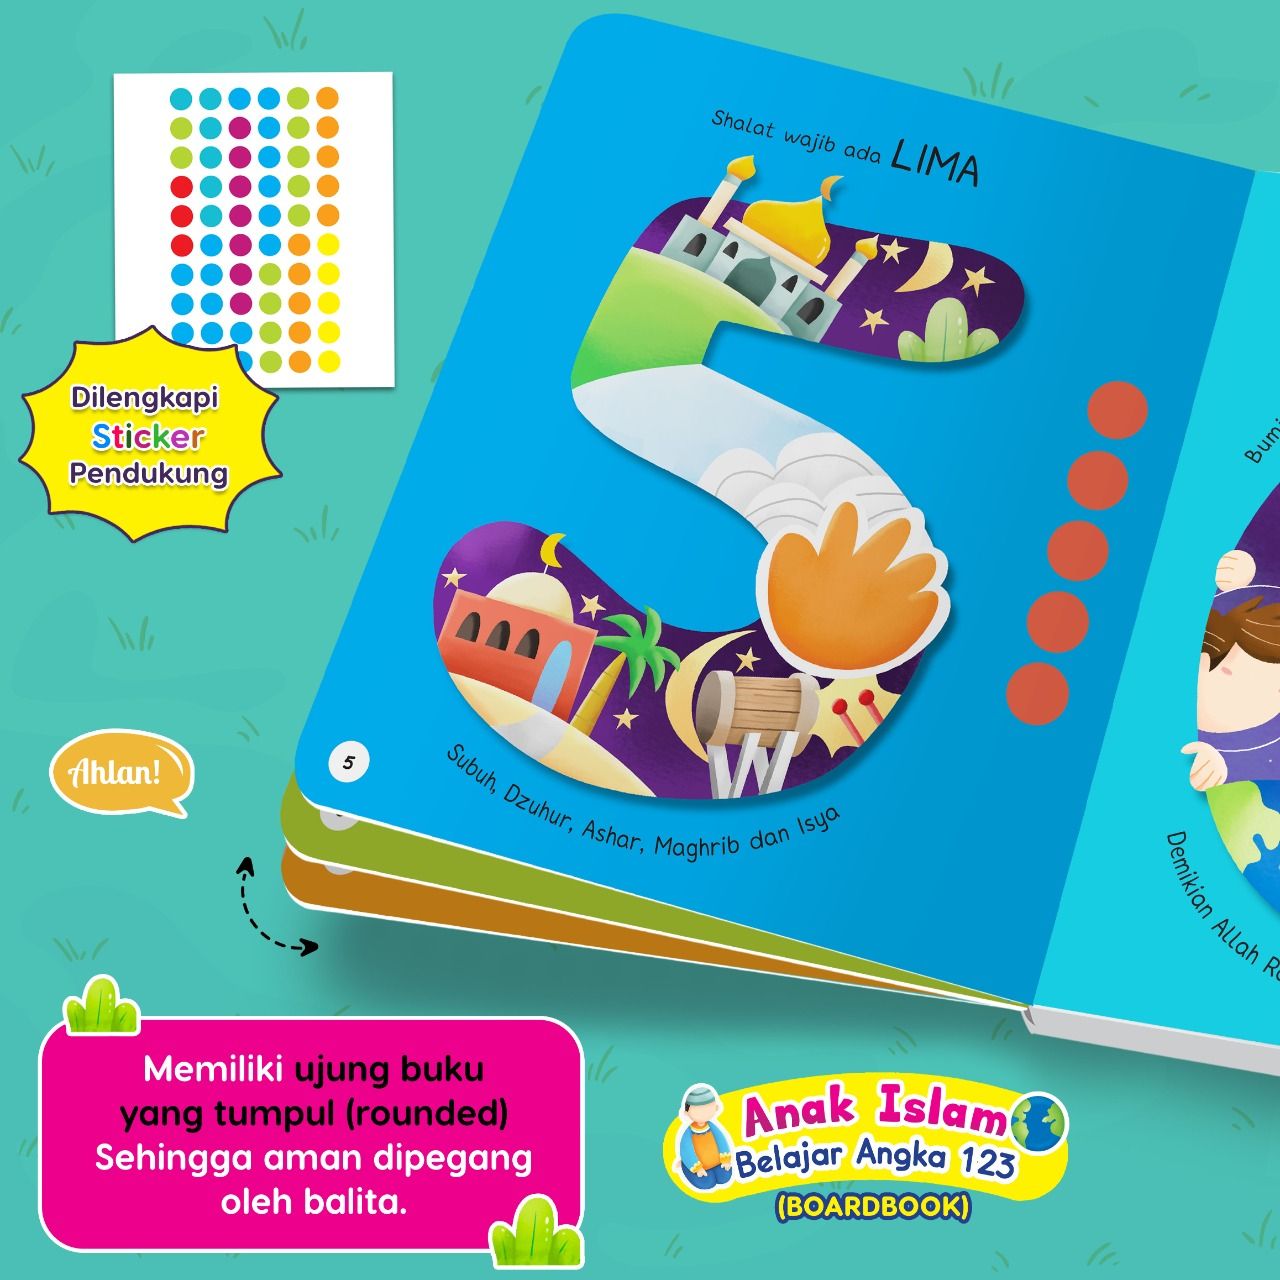 Shalat wajib ada LIMA
Dilengkapi
Sticker
Pendukung
5
Subuh, Dzuhur, Ashar, Maghrib dan Isya
Demikian Allah
Ahlan!
Memiliki ujung buku
yang tumpul (rounded)
Sehingga aman dipegang
oleh balita.
Anak Islam
Belajar Angka 123
(BOARDBOOK)